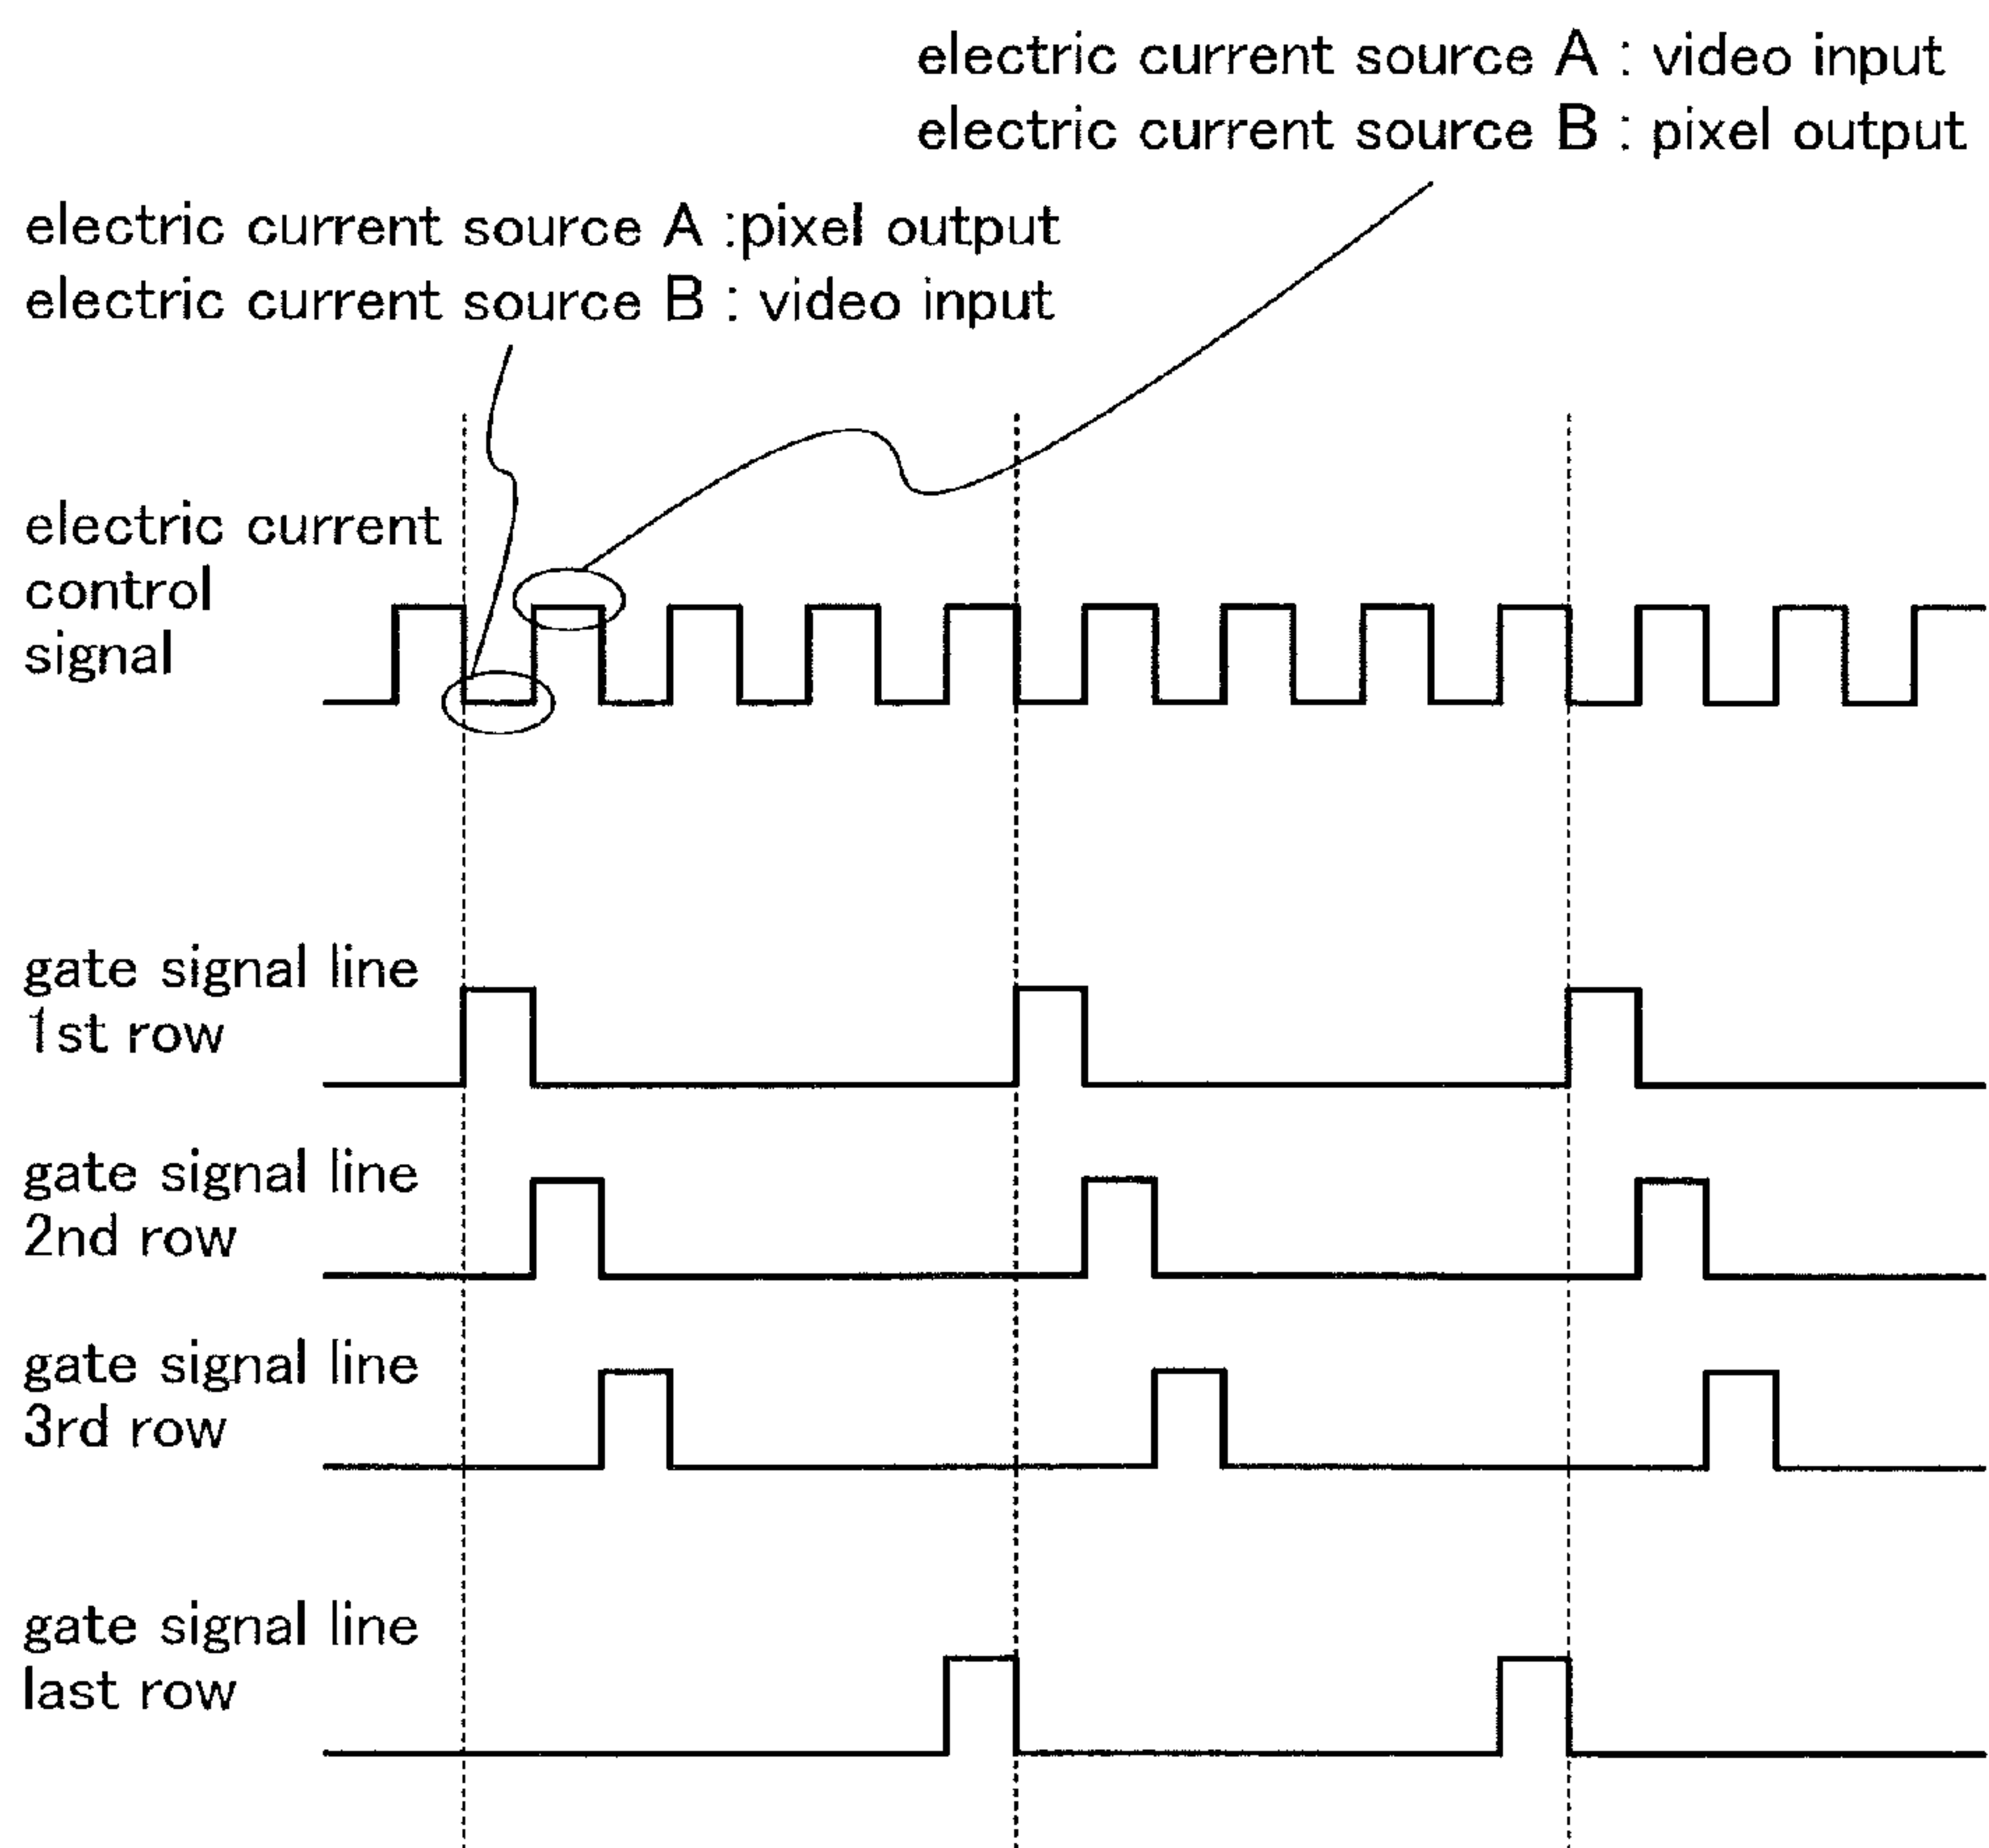 electric current source A : video input
electric current source B : pixel output
electric current source A :pixel output
electric current source B : video input
electric current
control
signal
gate signal line
1st row
gate signal line
2nd row
gate signal line
3rd row
gate signal line
last row